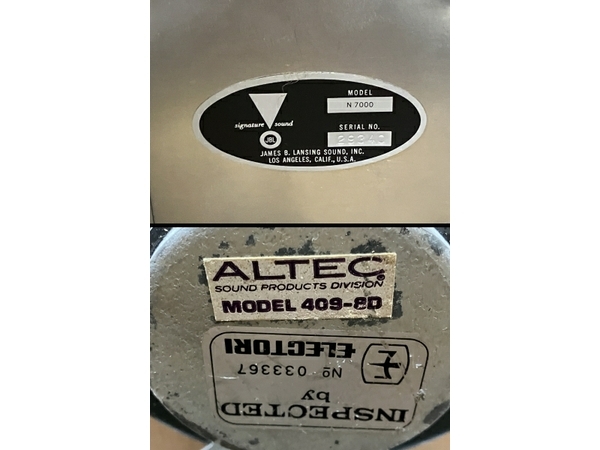 MODEL
N 7000
signature sound
SERIAL NO.
JBL
JAMES B. LANSING SOUND, INC.
LOS ANGELES, CALIF., U.S.A.
ALTEC®
SOUND PRODUCTS DIVISION
MODEL 409-8D
INSPECTED
by
No 033367
ELECTORI